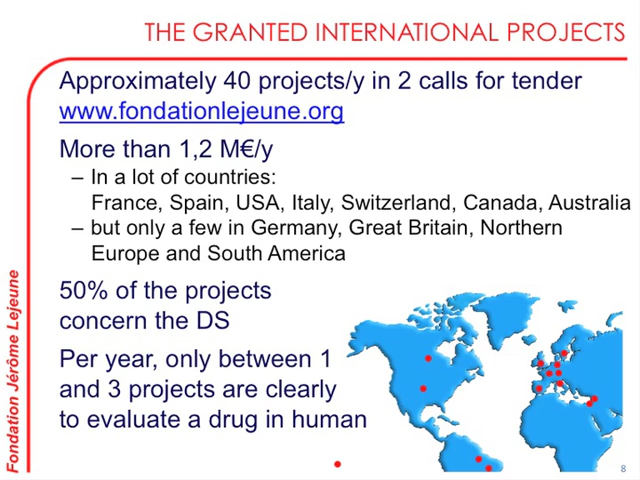 THE GRANTED INTERNATIONAL PROJECTS
Approximately 40 projects/y in 2 calls for tender
www.fondationlejeune.org
More than 1,2 M€/y
– In a lot of countries:
France, Spain, USA, Italy, Switzerland, Canada, Australia
– but only a few in Germany, Great Britain, Northern
Europe and South America
50% of the projects
concern the DS
Per year, only between 1
and 3 projects are clearly
to evaluate a drug in human
Fondation Jérôme Lejeune
8